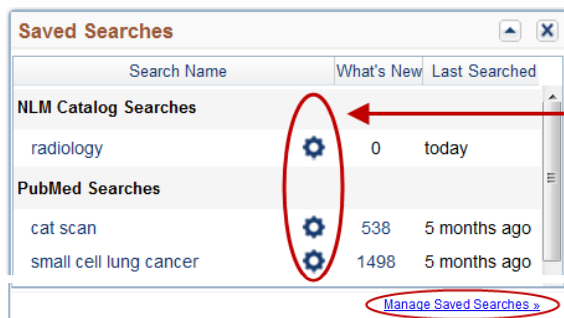 Saved Searches
Search Name What's New Last Searched
NLM Catalog Searches
radiology 0 today
PubMed Searches
cat scan 538 5 months ago
small cell lung cancer 1498 5 months ago
Manage Saved Searches »